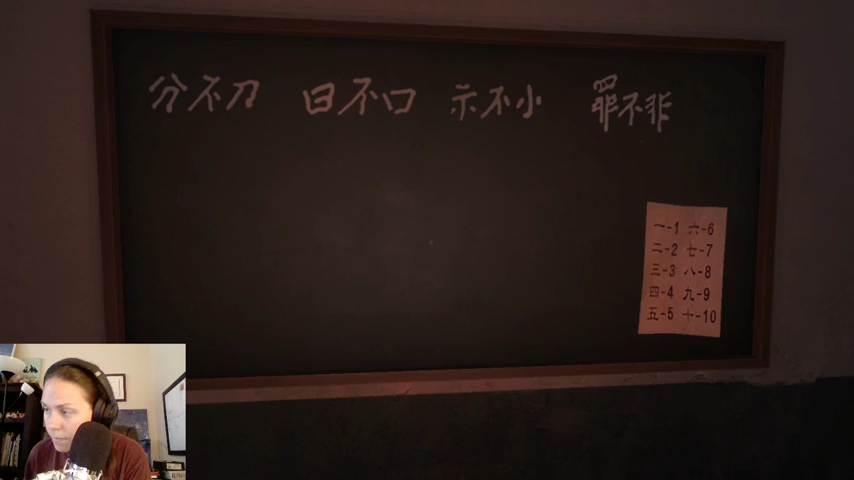 分不刀 日不口 示不小 罪不非
一-1 六-6
二-2 七-7
三-3 八-8
四-4 九-9
五-5 十-10